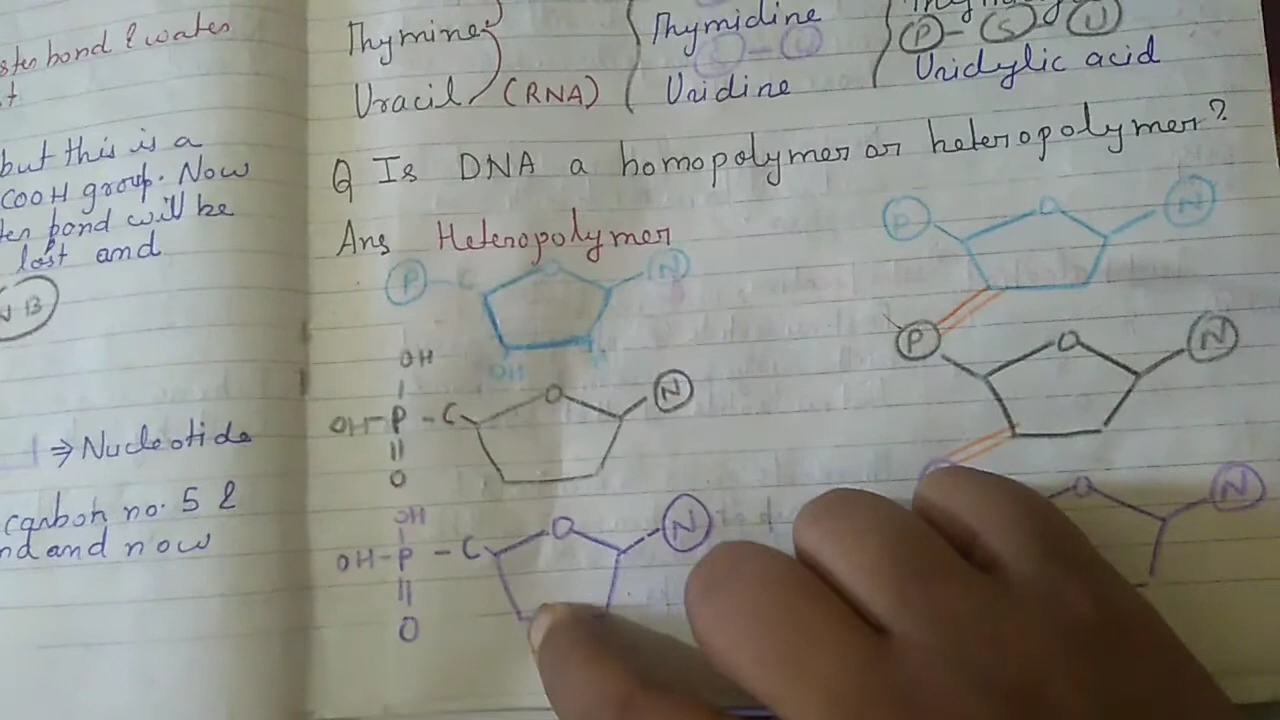 ster bond & water
but this is a
COOH group. Now
bond will be
lost and
⇒ Nucleotide
carbon no. 5 &
and now
Thymine
Uracil (RNA)
Thymidine
Uridine
P - S - U
Uridylic acid
Q Is DNA a homopolymer or heteropolymer?
Ans Heteropolymer
P - C O N
OH
OH
OH-P-C O N
O
OH
OH-P-C O N
O
P O N
P O N
O N